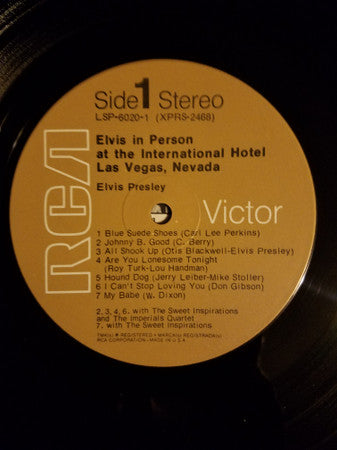 Side 1 Stereo
LSP-6020-1 (XPRS-2468)
Elvis in Person
at the International Hotel
Las Vegas, Nevada
Elvis Presley
RCA Victor
1 Blue Suede Shoes (Carl Lee Perkins)
2 Johnny B. Good (C. Berry)
3 All Shook Up (Otis Blackwell-Elvis Presley)
4 Are You Lonesome Tonight
(Roy Turk-Lou Handman)
5 Hound Dog (Jerry Leiber-Mike Stoller)
6 I Can't Stop Loving You (Don Gibson)
7 My Babe (W. Dixon)
2, 3, 4, 6, with The Sweet Inspirations
and The Imperials Quartet
7, with The Sweet Inspirations
TMK(s) ® REGISTERED • MARCA(s) REGISTRADA(s)
RCA CORPORATION - MADE IN U.S.A.